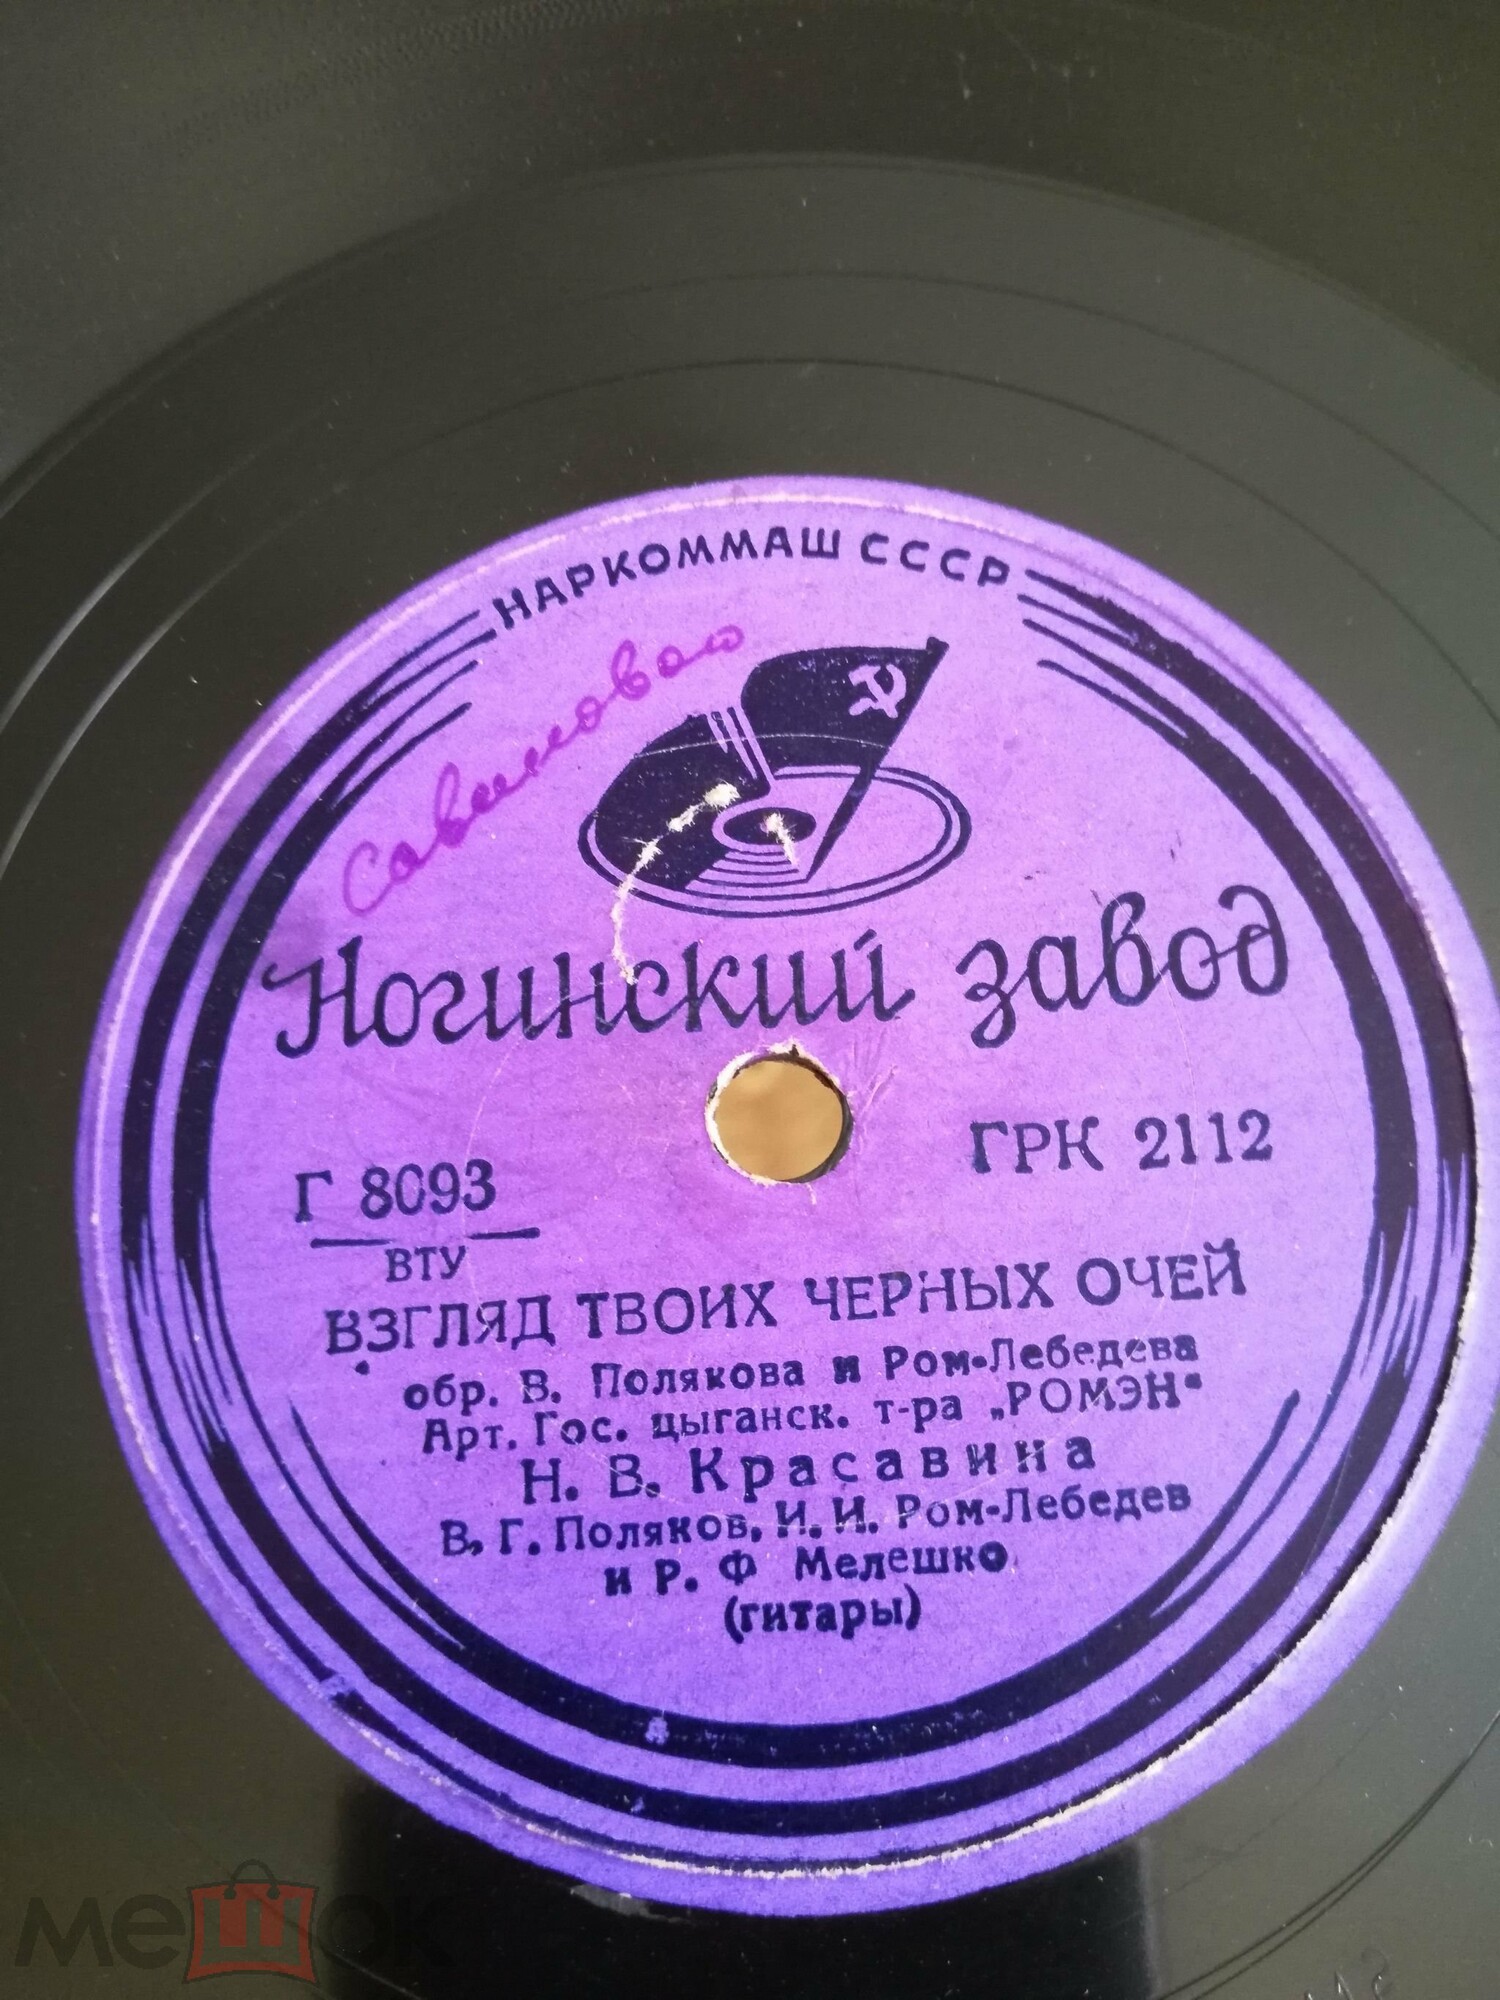 НАРКОММАШ СССР
Ногинский завод
ГРК 2112
Г 8093
ВТУ
ВЗГЛЯД ТВОИХ ЧЕРНЫХ ОЧЕЙ
обр. В. Полякова и Ром-Лебедева
Арт. Гос. цыганск. т-ра „РОМЭН"
Н. В. Красавина
В. Г. Поляков, И. И. Ром-Лебедев
и Р. Ф Мелешко
(гитары)
мешок